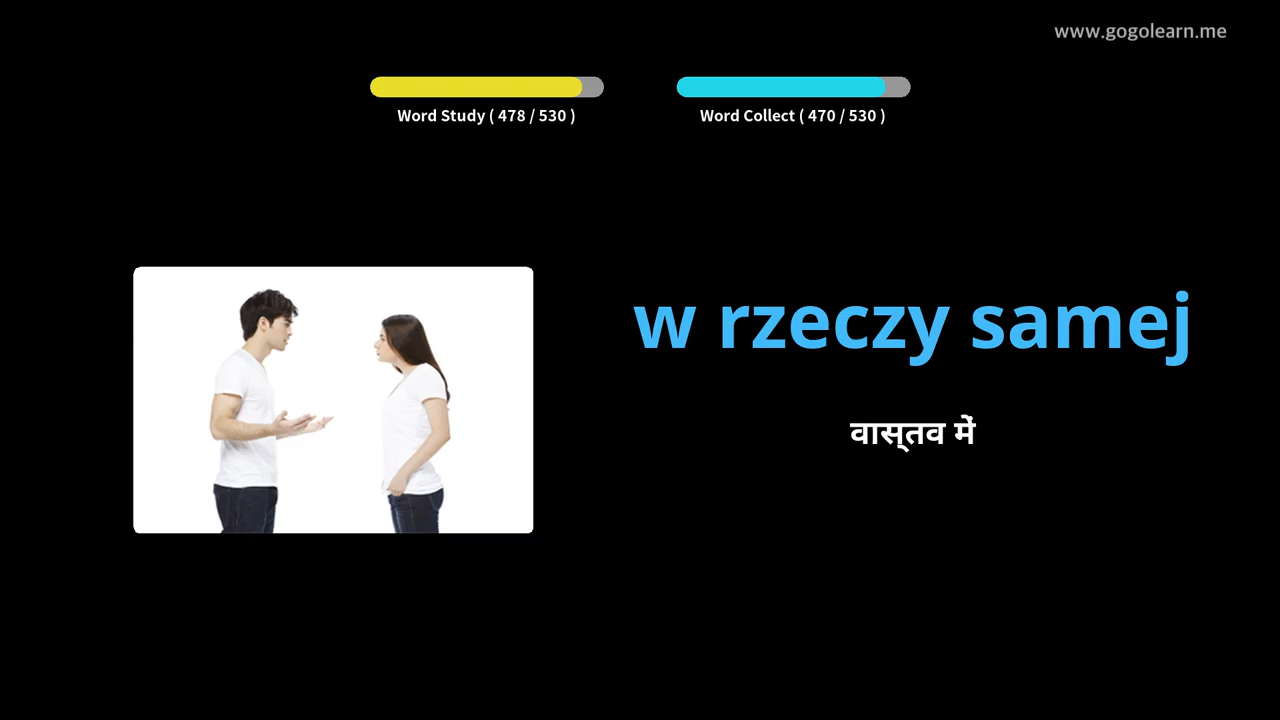 www.gogolearn.me
Word Study ( 478 / 530 )
Word Collect ( 470 / 530 )
w rzeczy samej
वास्तव में